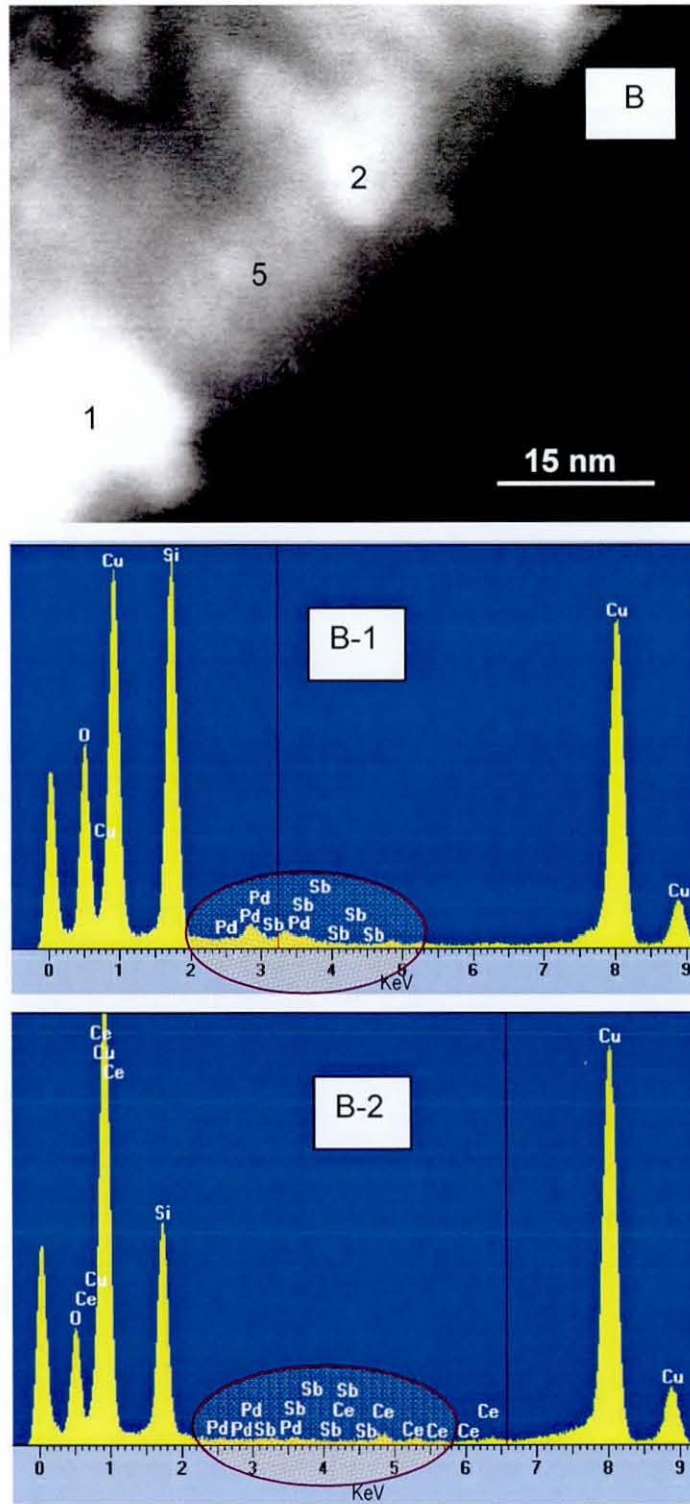 B
2
5
1
15 nm
B-1
Cu
Si
Cu
O
Cu
Sb
Pd
Sb
Pd
Sb
Pd
Sb
Pd
Sb
Sb
Cu
0 1 2 3 4 5 6 7 8 9
KeV
B-2
Ce
Cu
Ce
Cu
Si
Cu
Ce
O
Sb Sb
Pd Sb Ce Ce Ce
Pd Pd Sb Pd Sb Sb Ce Ce Ce
Cu
0 1 2 3 4 5 6 7 8 9
KeV